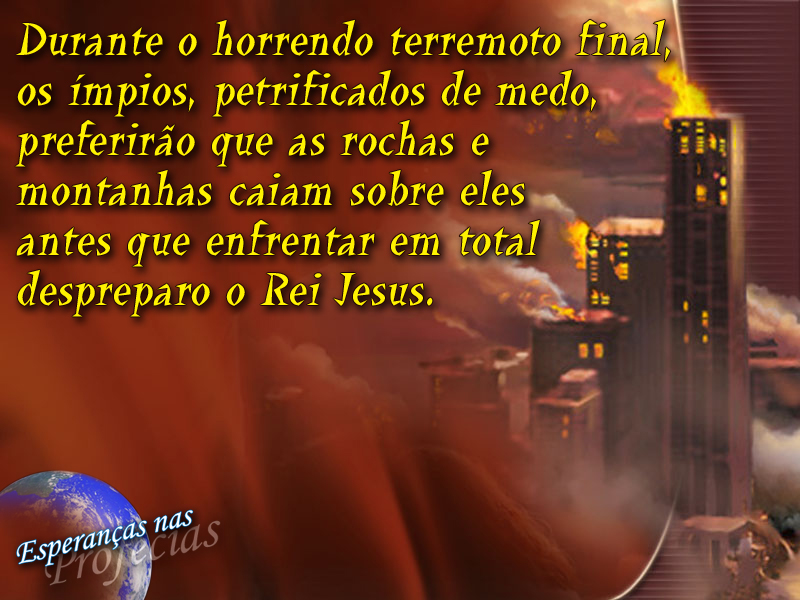 Durante o horrendo terremoto final,
os ímpios, petrificados de medo,
preferirão que as rochas e
montanhas caiam sobre eles
antes que enfrentar em total
despreparo o Rei Jesus.
Esperanças nas
Profecias